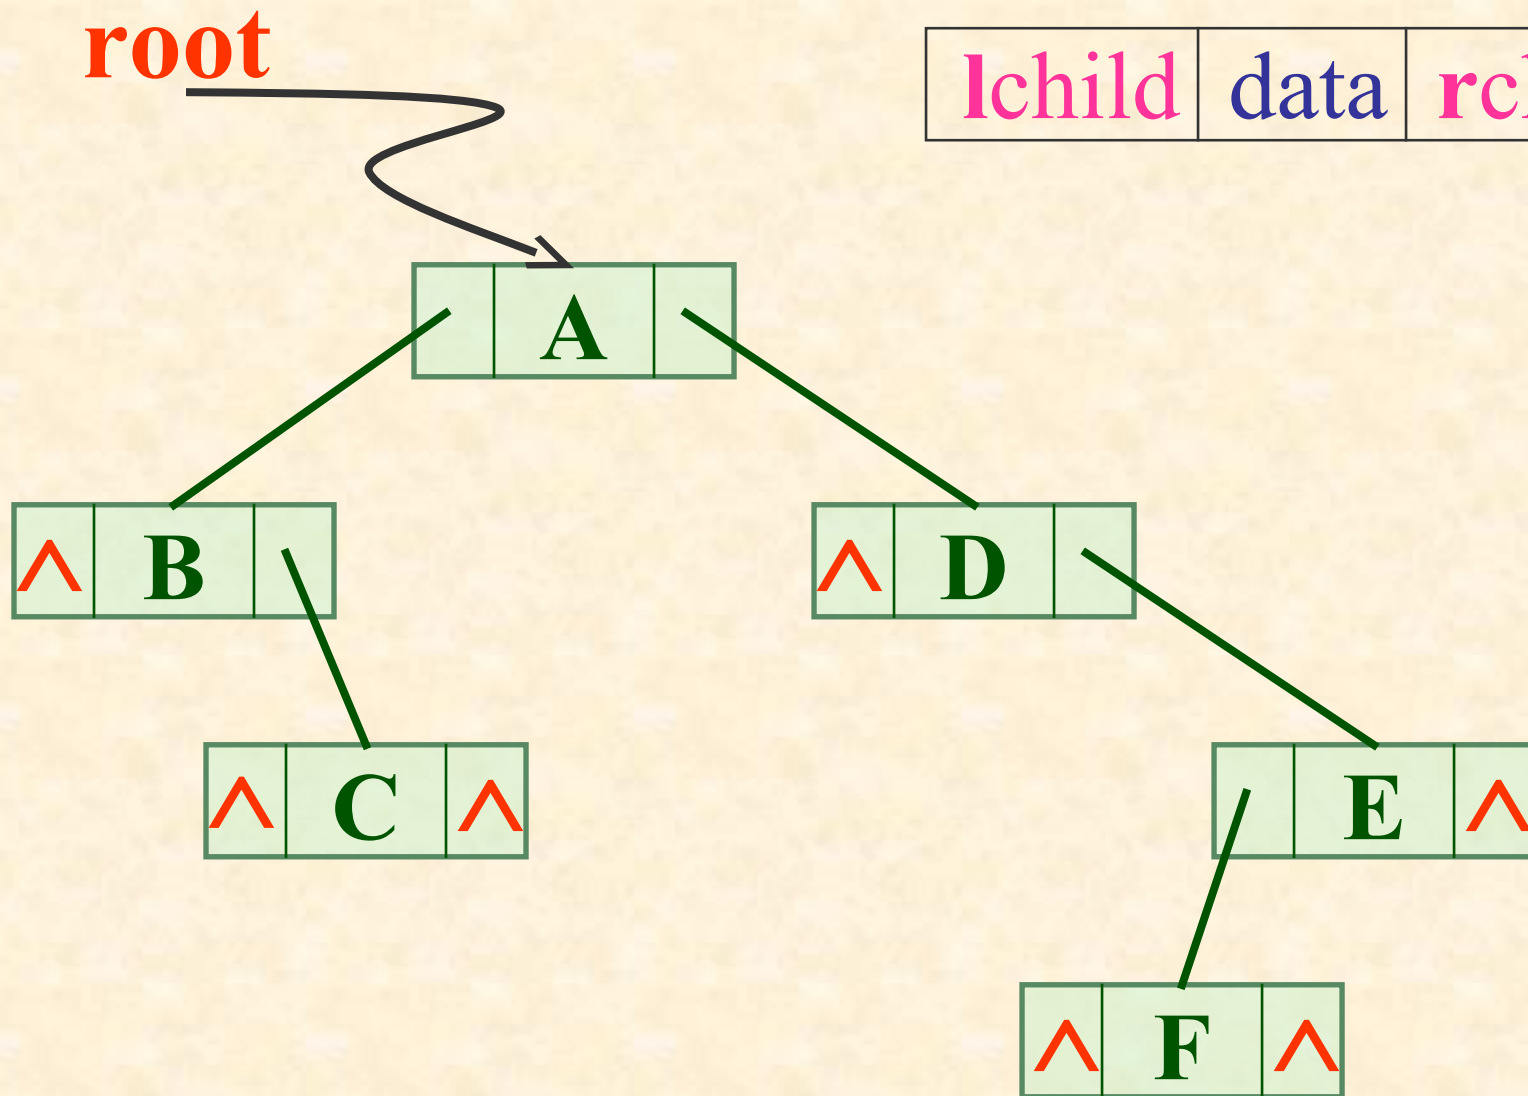 root
lchild data
A
∧ B ∧ D
∧ C ∧ E ∧
∧ F ∧